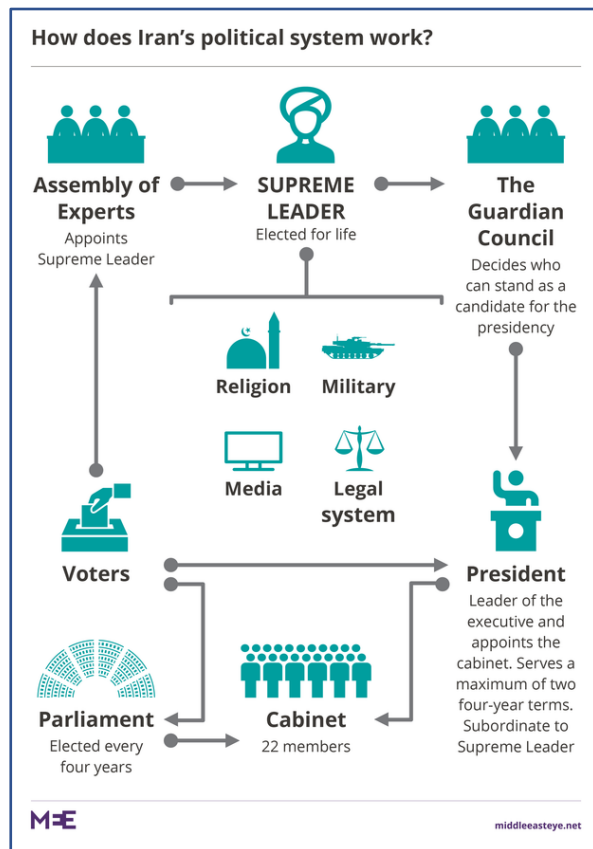 How does Iran's political system work?
Assembly of
Experts
Appoints
Supreme Leader
SUPREME
LEADER
Elected for life
The
Guardian
Council
Decides who
can stand as a
candidate for the
presidency
Religion
Military
Media
Legal
system
Voters
President
Leader of the
executive and
appoints the
cabinet. Serves a
maximum of two
four-year terms.
Subordinate to
Supreme Leader
Parliament
Elected every
four years
Cabinet
22 members
MEE
middleeasteye.net